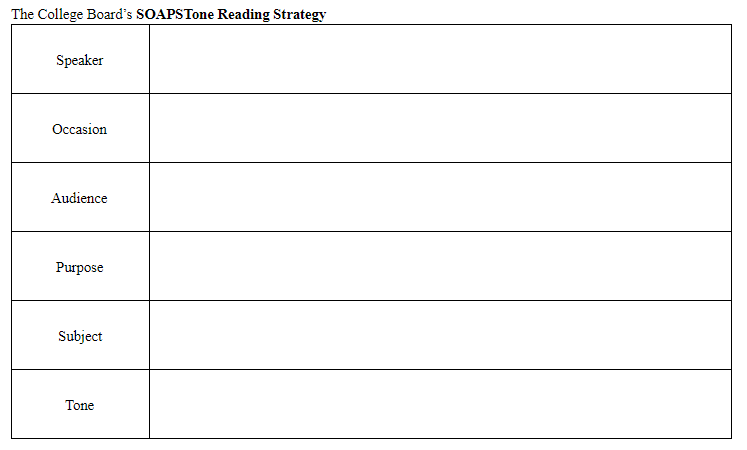 The College Board’s SOAPSTone Reading Strategy
Speaker
Occasion
Audience
Purpose
Subject
Tone